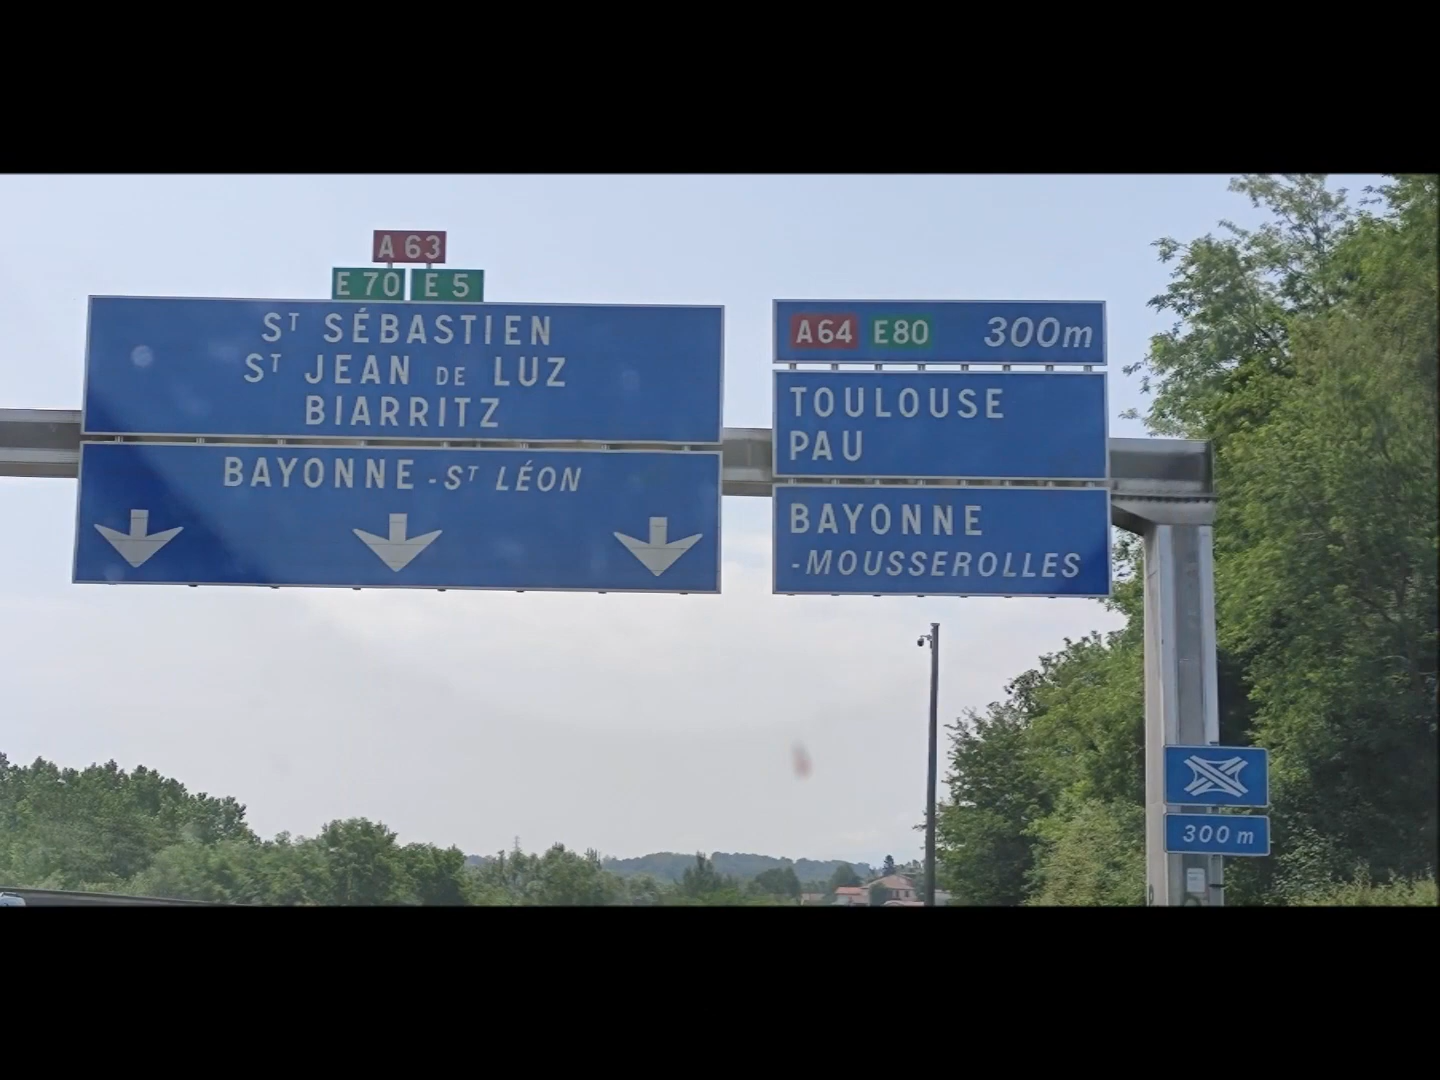 A 63
E 70 E 5
ST SÉBASTIEN
ST JEAN DE LUZ
BIARRITZ
BAYONNE - ST LÉON
A64 E80 300m
TOULOUSE
PAU
BAYONNE
-MOUSSEROLLES
300 m